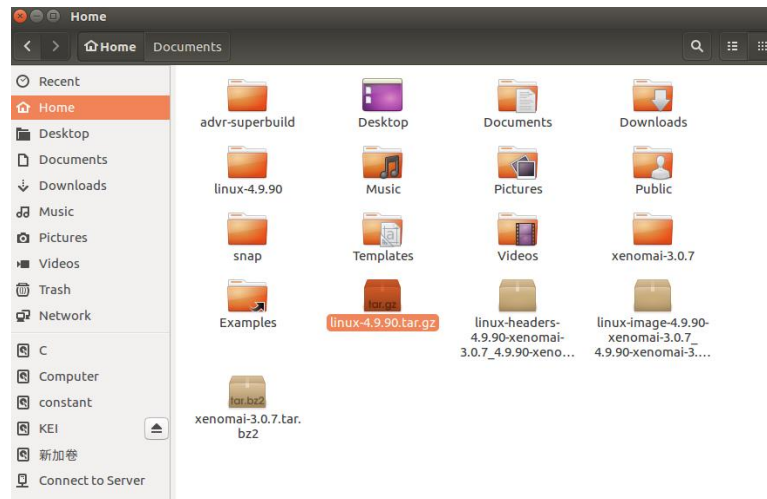 Home
Home Documents
Recent
Home
Desktop
Documents
Downloads
Music
Pictures
Videos
Trash
Network
C
Computer
constant
KEI
新加卷
Connect to Server
advr-superbuild
Desktop
Documents
Downloads
linux-4.9.90
Music
Pictures
Public
snap
Templates
Videos
xenomai-3.0.7
Examples
tar.gz
linux-4.9.90.tar.gz
linux-headers-
4.9.90-xenomai-
3.0.7_4.9.90-xeno...
linux-image-4.9.90-
xenomai-3.0.7_
4.9.90-xenomai-3....
tar.bz2
xenomai-3.0.7.tar.
bz2